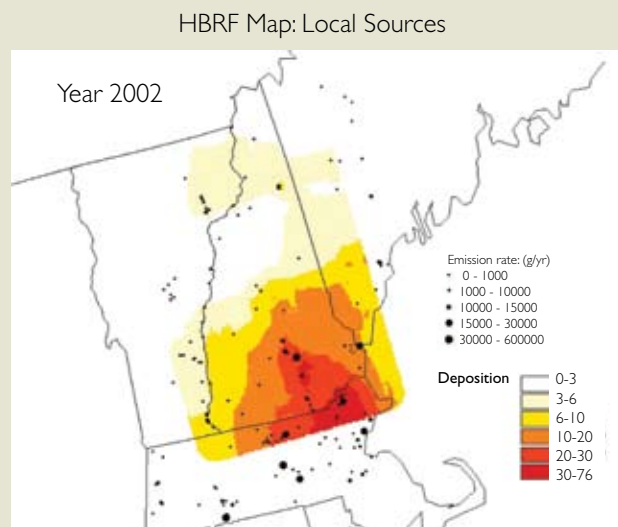 HBRF Map: Local Sources
Year 2002
Emission rate: (g/yr)
0 - 1000
1000 - 10000
10000 - 15000
15000 - 30000
30000 - 600000
Deposition
0-3
3-6
6-10
10-20
20-30
30-76